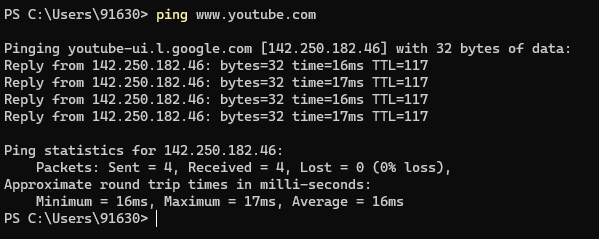 PS C:\Users\91630> ping www.youtube.com
Pinging youtube-ui.l.google.com [142.250.182.46] with 32 bytes of data:
Reply from 142.250.182.46: bytes=32 time=16ms TTL=117
Reply from 142.250.182.46: bytes=32 time=17ms TTL=117
Reply from 142.250.182.46: bytes=32 time=16ms TTL=117
Reply from 142.250.182.46: bytes=32 time=17ms TTL=117
Ping statistics for 142.250.182.46:
    Packets: Sent = 4, Received = 4, Lost = 0 (0% loss),
Approximate round trip times in milli-seconds:
    Minimum = 16ms, Maximum = 17ms, Average = 16ms
PS C:\Users\91630>